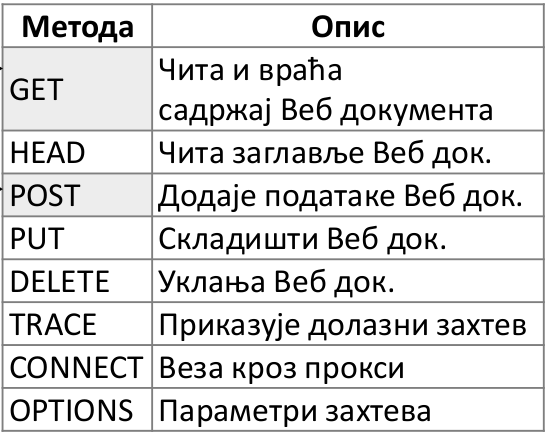 Метода Опис
GET Чита и враћа
садржај Веб документа
HEAD Чита заглавље Веб док.
POST Додаје податаке Веб док.
PUT Складишти Веб док.
DELETE Уклања Веб док.
TRACE Приказује долазни захтев
CONNECT Веза кроз прокси
OPTIONS Параметри захтева